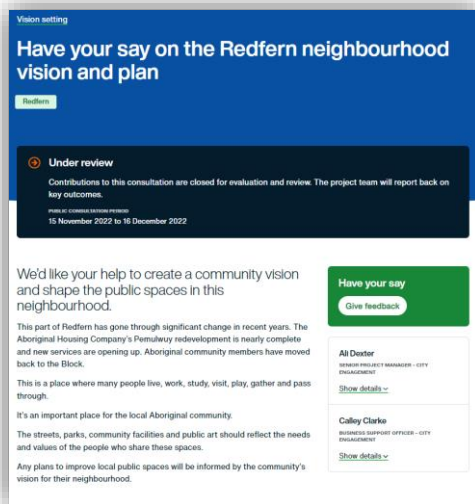 Vision setting
Have your say on the Redfern neighbourhood
vision and plan
Redfern
Under review
Contributions to this consultation are closed for evaluation and review. The project team will report back on
key outcomes.
PUBLIC CONSULTATION PERIOD
15 November 2022 to 16 December 2022
We'd like your help to create a community vision
and shape the public spaces in this
neighbourhood.
This part of Redfern has gone through significant change in recent years. The
Aboriginal Housing Company's Pemulwuy redevelopment is nearly complete
and new services are opening up. Aboriginal community members have moved
back to the Block.
This is a place where many people live, work, study, visit, play, gather and pass
through.
It's an important place for the local Aboriginal community.
The streets, parks, community facilities and public art should reflect the needs
and values of the people who share these spaces.
Any plans to improve local public spaces will be informed by the community's
vision for their neighbourhood.
Have your say
Give feedback
Ali Dexter
SENIOR PROJECT MANAGER – CITY
ENGAGEMENT
Show details
Calley Clarke
BUSINESS SUPPORT OFFICER – CITY
ENGAGEMENT
Show details